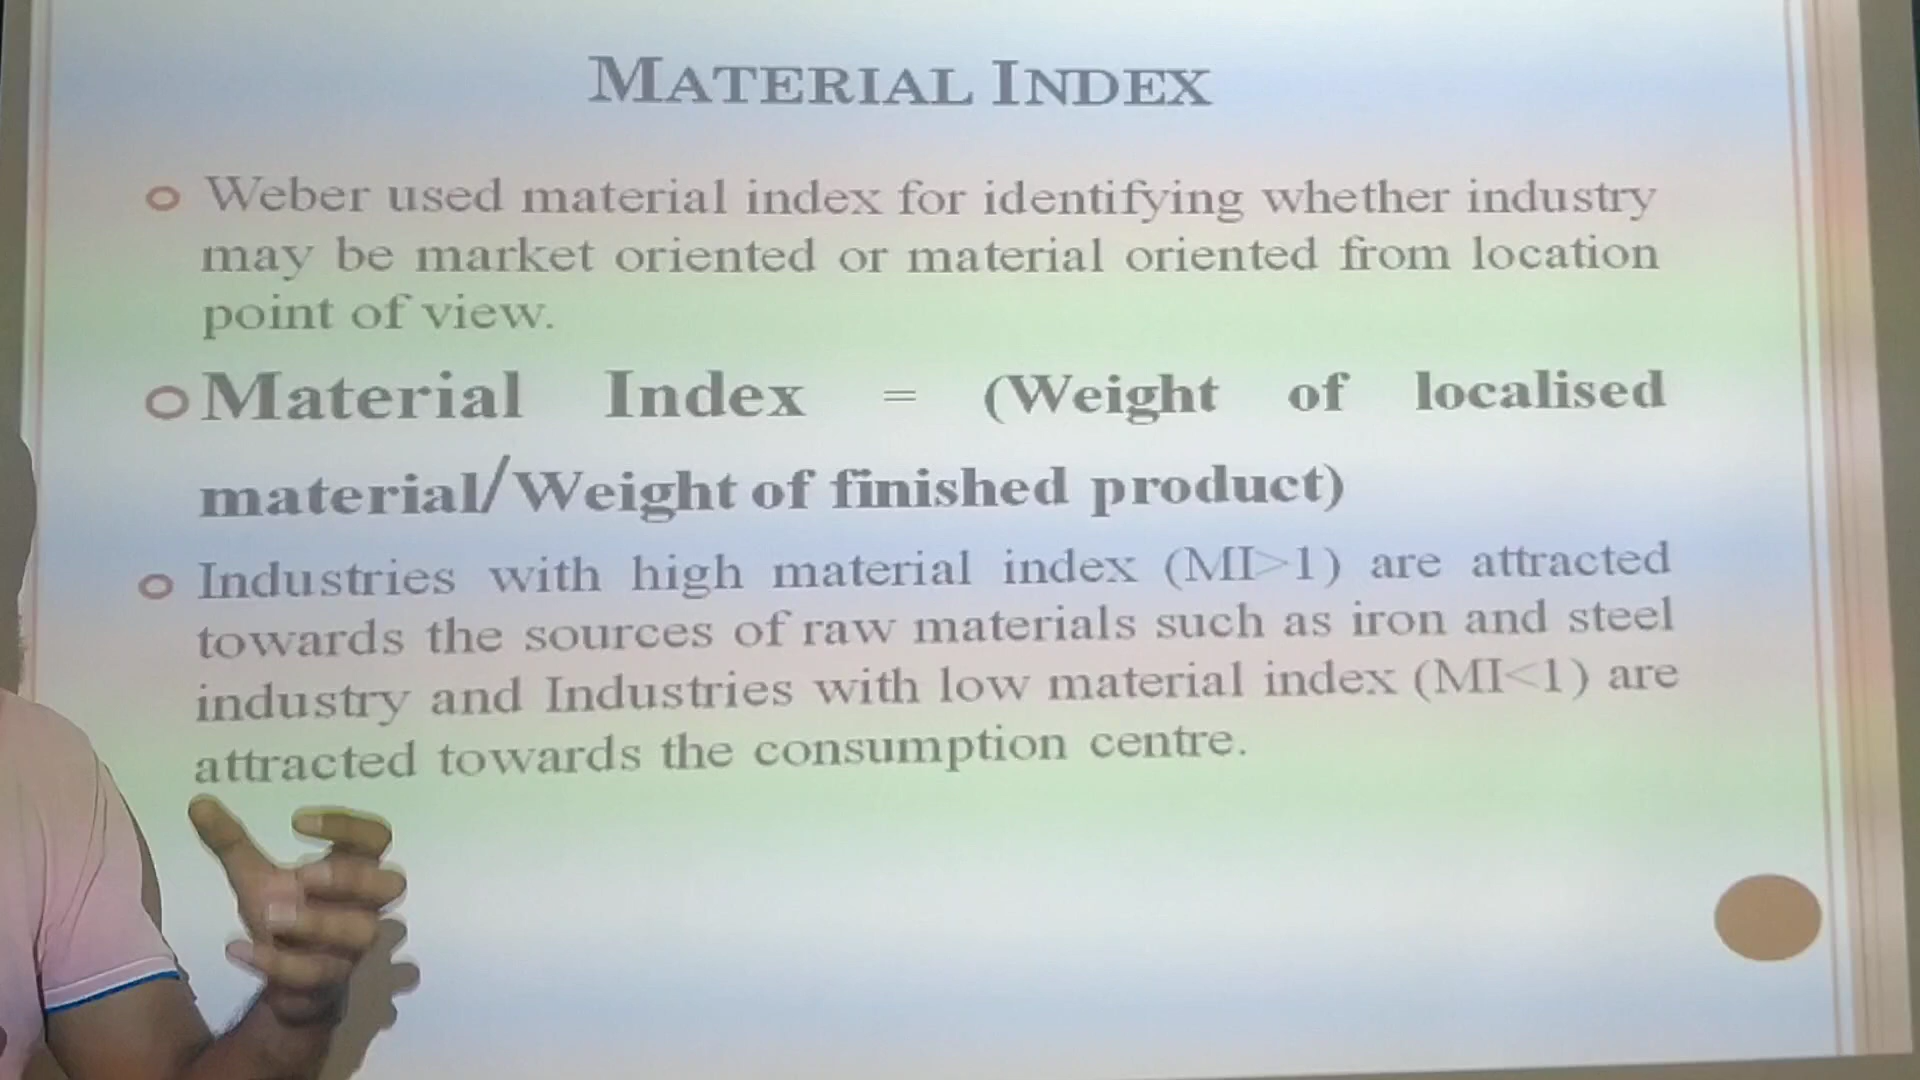 MATERIAL INDEX
Weber used material index for identifying whether industry
may be market oriented or material oriented from location
point of view.
Material Index = (Weight of localised
material/Weight of finished product)
Industries with high material index (MI>1) are attracted
towards the sources of raw materials such as iron and steel
industry and Industries with low material index (MI<1) are
attracted towards the consumption centre.